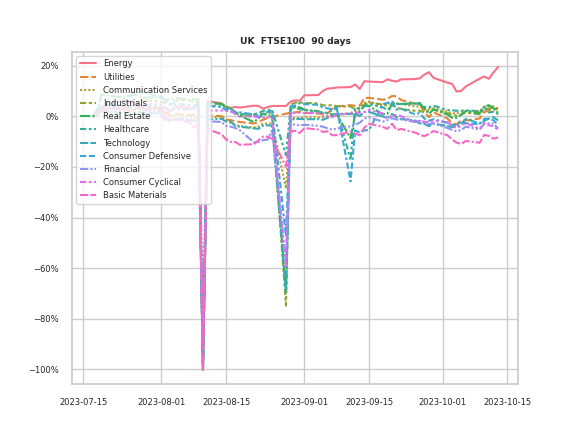 UK FTSE100 90 days
20%
0%
−20%
−40%
−60%
−80%
−100%
Energy
Utilities
Communication Services
Industrials
Real Estate
Healthcare
Technology
Consumer Defensive
Financial
Consumer Cyclical
Basic Materials
2023-07-15 2023-08-01 2023-08-15 2023-09-01 2023-09-15 2023-10-01 2023-10-15